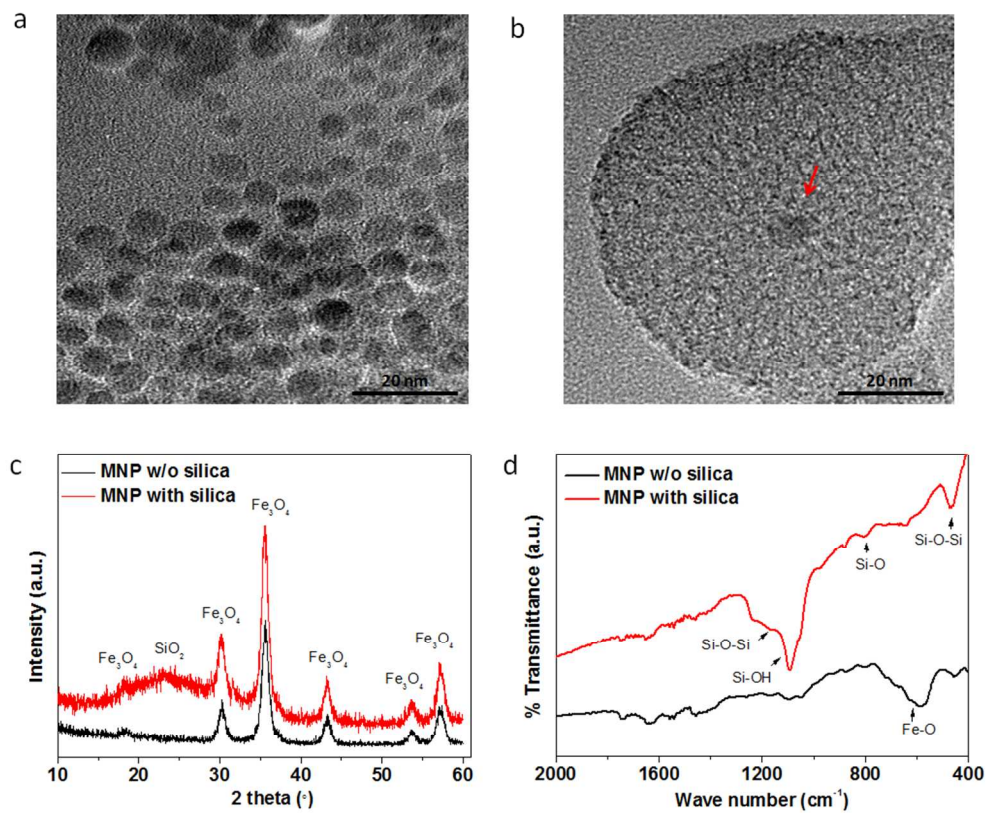 a
b
20 nm
20 nm
c
MNP w/o silica
MNP with silica
Fe₃O₄
Fe₃O₄
Fe₃O₄
SiO₂
Fe₃O₄
Fe₃O₄
Fe₃O₄
Intensity (a.u.)
10 20 30 40 50 60
2 theta (°)
d
MNP w/o silica
MNP with silica
Si-O-Si
Si-O
Si-O-Si
Si-OH
Fe-O
% Transmittance (a.u.)
2000 1600 1200 800 400
Wave number (cm⁻¹)